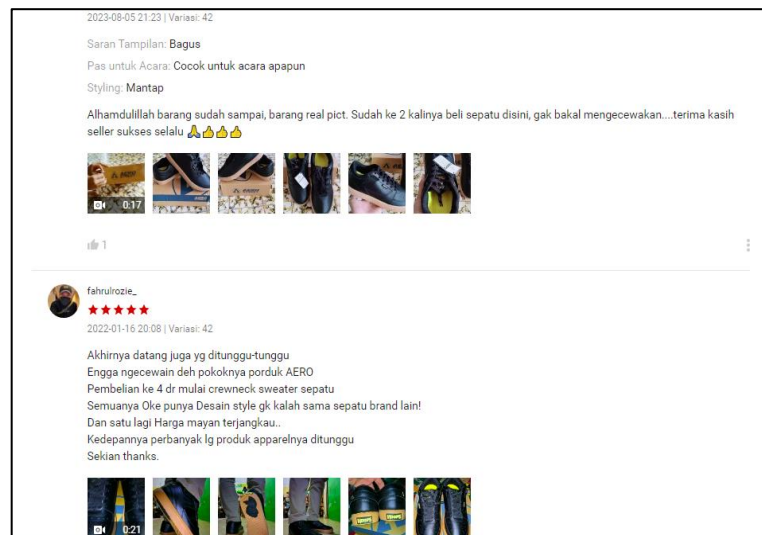 2023-08-05 21:23 | Variasi: 42
Saran Tampilan: Bagus
Pas untuk Acara: Cocok untuk acara apapun
Styling: Mantap
Alhamdulillah barang sudah sampai, barang real pict. Sudah ke 2 kalinya beli sepatu disini, gak bakal mengecewakan....terima kasih
seller sukses selalu 🙏👍👍👍
0:17
1
fahrulrozie_
2022-01-16 20:08 | Variasi: 42
Akhirnya datang juga yg ditunggu-tunggu
Engga ngecewain deh pokoknya porduk AERO
Pembelian ke 4 dr mulai crewneck sweater sepatu
Semuanya Oke punya Desain style gk kalah sama sepatu brand lain!
Dan satu lagi Harga mayan terjangkau..
Kedepannya perbanyak lg produk apparelnya ditunggu
Sekian thanks.
0:21